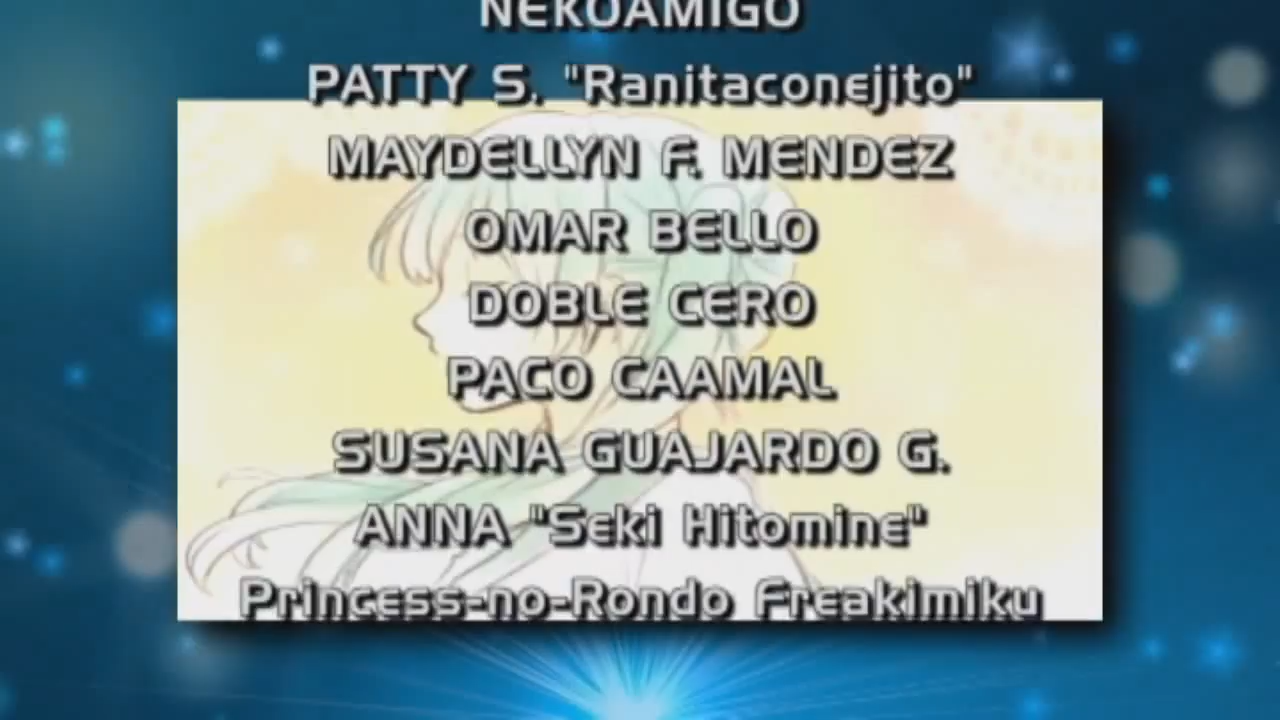 NEKOAMIGO
PATTY S. "Ranitaconejito"
MAYDELLYN F. MENDEZ
OMAR BELLO
DOBLE CERO
PACO CAAMAL
SUSANA GUAJARDO G.
ANNA "Seki Hitomine"
Princess-no-Rondo Freakimiku